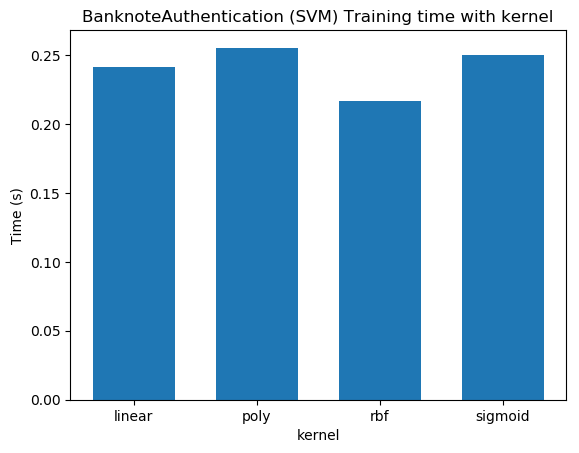 BanknoteAuthentication (SVM) Training time with kernel
Time (s)
0.25
0.20
0.15
0.10
0.05
0.00
linear poly rbf sigmoid
kernel